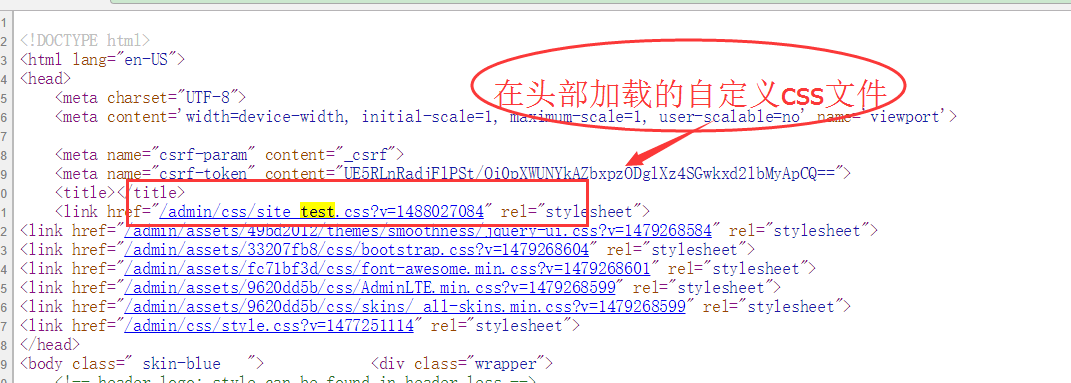 1
2 <!DOCTYPE html>
3 <html lang="en-US">
4 <head>
5 <meta charset="UTF-8">
6 <meta content='width=device-width, initial-scale=1, maximum-scale=1, user-scalable=no' name='viewport'>
在头部加载的自定义css文件
7
8 <meta name="csrf-param" content="_csrf">
9 <meta name="csrf-token" content="
0 <title></title>
1 <link href="/admin/css/site_test.css?v=1488027084" rel="stylesheet">
2 <link href="/admin/assets/49bd2012/themes/smoothness/jquery-ui.css?v=1479268584" rel="stylesheet">
3 <link href="/admin/assets/33207fb8/css/bootstrap.css?v=1479268604" rel="stylesheet">
4 <link href="/admin/assets/fc71bf3d/css/font-awesome.min.css?v=1479268601" rel="stylesheet">
5 <link href="/admin/assets/9620dd5b/css/AdminLTE.min.css?v=1479268599" rel="stylesheet">
6 <link href="/admin/assets/9620dd5b/css/skins/_all-skins.min.css?v=1479268599" rel="stylesheet">
7 <link href="/admin/css/style.css?v=1477251114" rel="stylesheet">
8 </head>
9 <body class=" skin-blue "> <div class="wrapper">
<!-- header logo: style can be found in header.less -->